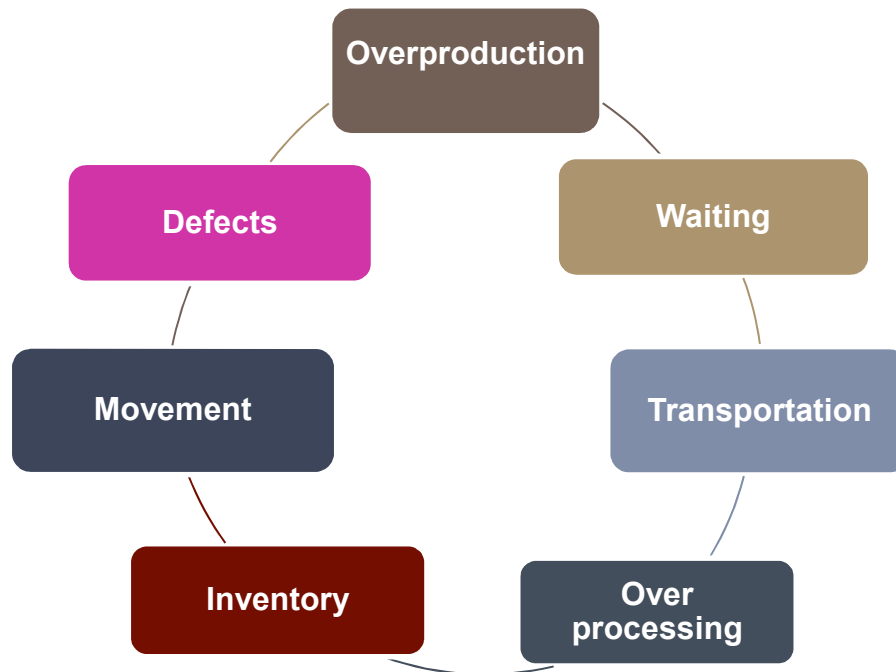 Overproduction
Waiting
Transportation
Over
processing
Inventory
Movement
Defects